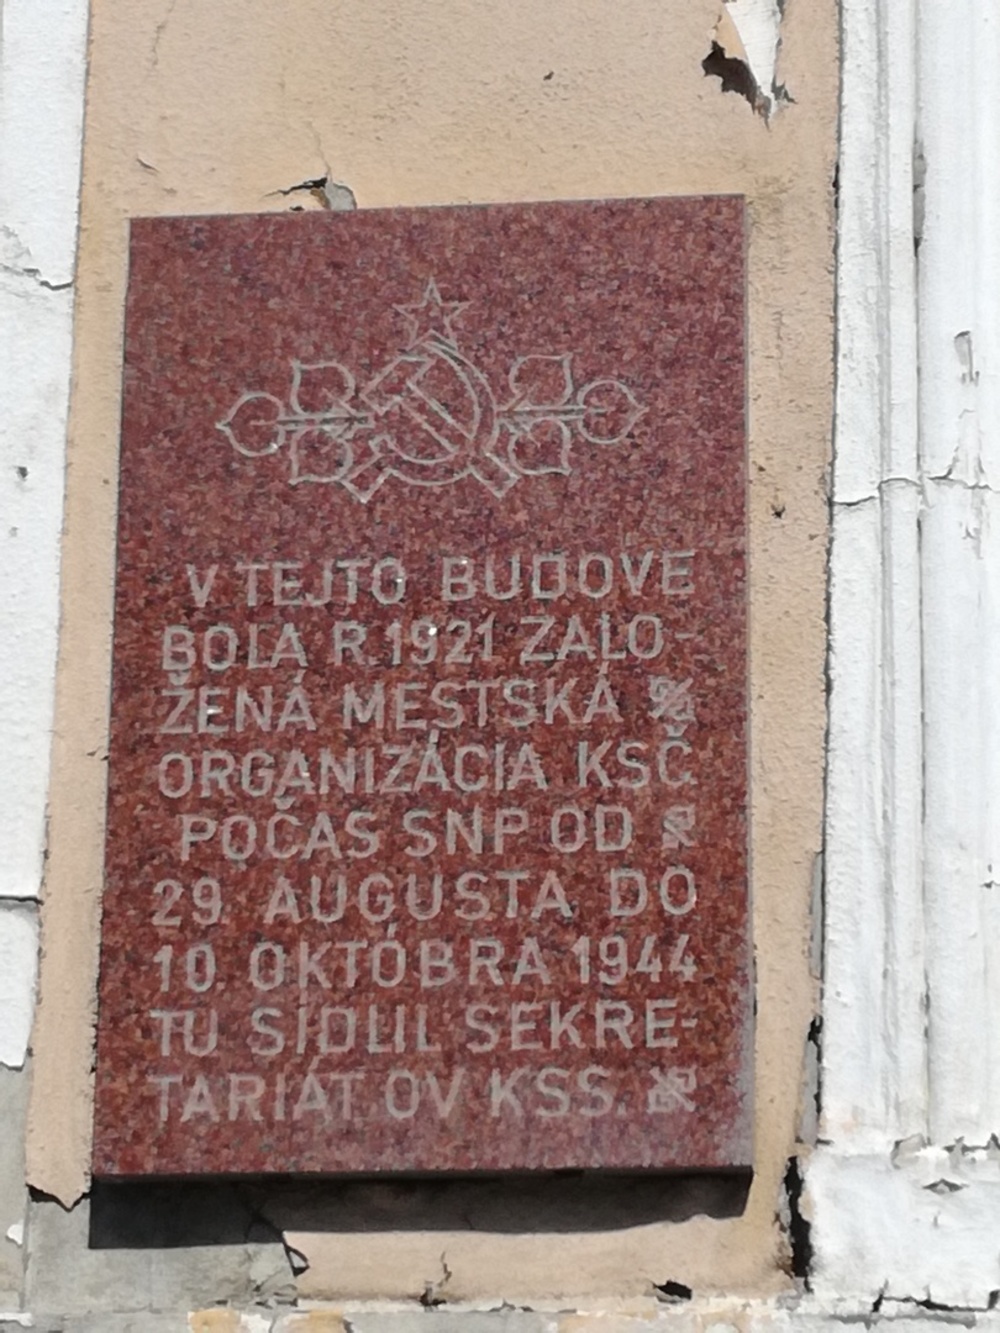 V TEJTO BUDOVE
BOLA R. 1921 ZALO-
ŽENÁ MESTSKÁ
ORGANIZÁCIA KSČ
POČAS SNP OD
29. AUGUSTA DO
10. OKTÓBRA 1944
TU SÍDLIL SEKRE-
TARIÁT OV KSS.